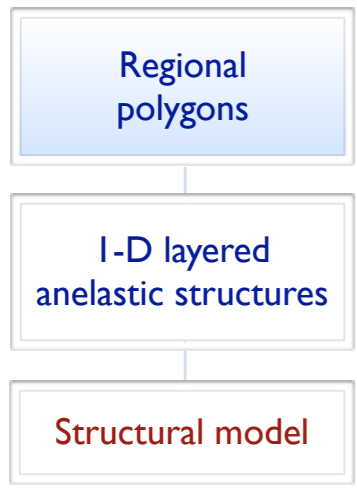 Regional
polygons
1-D layered
anelastic structures
Structural model